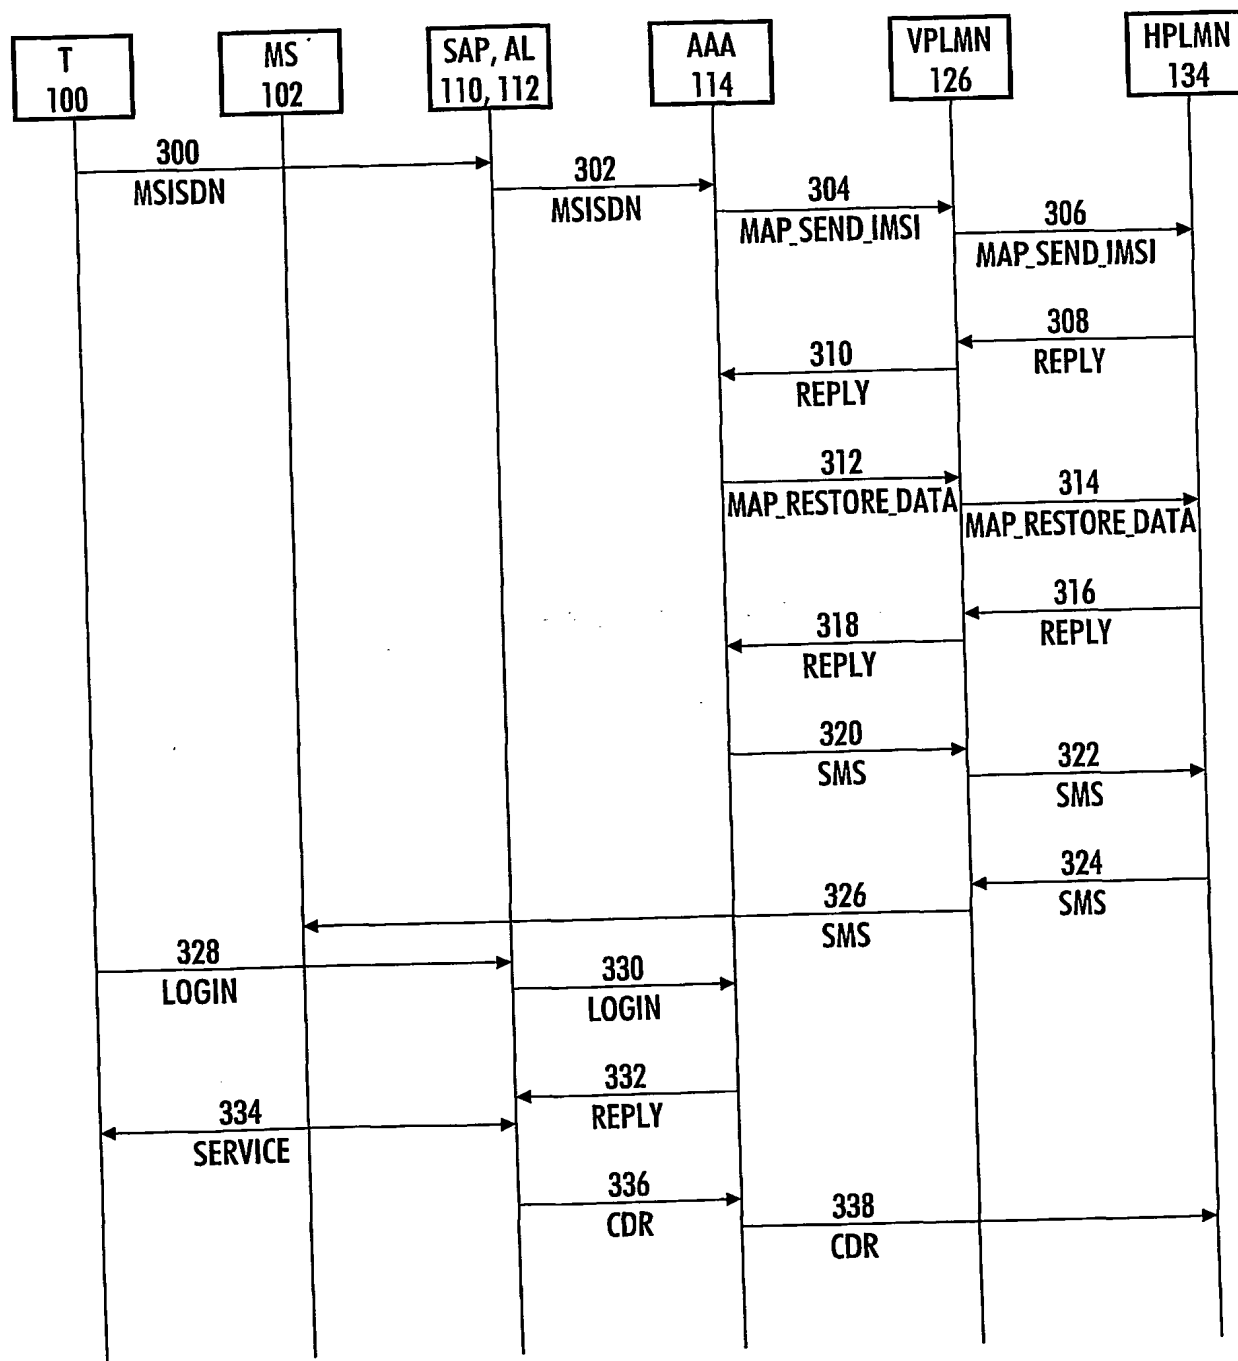 T
100
MS
102
SAP, AL
110, 112
AAA
114
VPLMN
126
HPLMN
134
300
MSISDN
302
MSISDN
304
MAP_SEND_IMSI
306
MAP_SEND_IMSI
308
REPLY
310
REPLY
312
MAP_RESTORE_DATA
314
MAP_RESTORE_DATA
316
REPLY
318
REPLY
320
SMS
322
SMS
324
SMS
326
SMS
328
LOGIN
330
LOGIN
332
REPLY
334
SERVICE
336
CDR
338
CDR